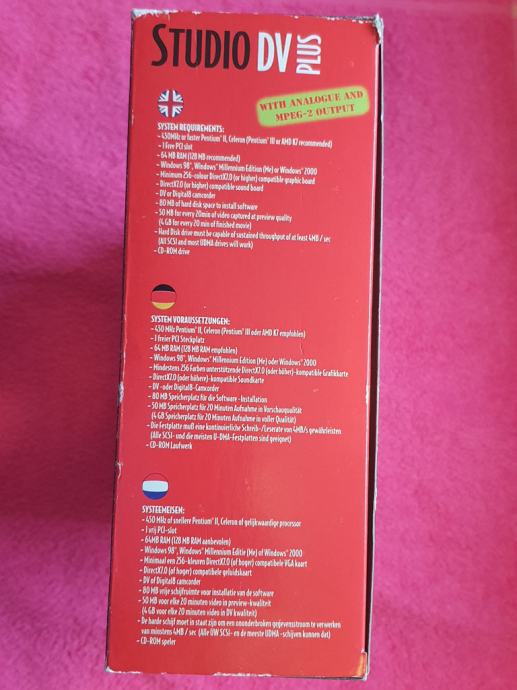 STUDIO DV PLUS
WITH ANALOGUE AND
MPEG-2 OUTPUT
SYSTEM REQUIREMENTS:
- 450MHz or faster Pentium® II, Celeron (Pentium® III or AMD K7 recommended)
- 1 Free PCI slot
- 64 MB RAM (128 MB recommended)
- Windows 98®, Windows® Millennium Edition (Me) or Windows® 2000
- Minimum 256-colour DirectX7.0 (or higher) compatible graphic board
- DirectX7.0 (or higher) compatible sound board
- DV or Digital8 camcorder
- 80 MB of hard disk space to install software
- 50 MB for every 20min of video captured at preview quality
(4 GB for every 20 min of finished movie)
- Hard Disk drive must be capable of sustained throughput of at least 4MB / sec
(All SCSI and most UDMA drives will work)
- CD-ROM drive
SYSTEM VORAUSSETZUNGEN:
- 450 MHz Pentium® II, Celeron (Pentium® III oder AMD K7 empfohlen)
- 1 freier PCI Steckplatz
- 64 MB RAM (128 MB RAM empfohlen)
- Windows 98®, Windows® Millennium Edition (Me) oder Windows® 2000
- Mindestens 256 Farben unterstützende DirectX7.0 (oder höher)-kompatible Grafikkarte
- DirectX7.0 (oder höhere)-kompatible Soundkarte
- DV -oder Digital8-Camcorder
- 80 MB Speicherplatz für die Software -Installation
- 50 MB Speicherplatz für 20 Minuten Aufnahme in Vorschauqualität
(4 GB Speicherplatz für 20 Minuten Aufnahme in voller Qualität)
- Die Festplatte muß eine kontinuierliche Schreib-/Leserate von 4MB/s gewährleisten
(Alle SCSI- und die meisten U-DMA-Festplatten sind geeignet)
- CD-ROM Laufwerk
SYSTEEMEISEN:
- 450 MHz of snellere Pentium® II, Celeron of gelijkwaardige processor
- 1 vrij PCI-slot
- 64MB RAM (128 MB RAM aanbevolen)
- Windows 98®, Windows® Millennium Editie (Me) of Windows® 2000
- Minimaal een 256-kleuren DirectX7.0 (of hoger) compatibele VGA kaart
- DirectX7.0 (of hoger) compatibele geluidskaart
- DV of Digital8 camcorder
- 80 MB vrije schijfruimte voor installatie van de software
- 50 MB voor elke 20 minuten video in preview-kwaliteit
(4 GB voor elke 20 minuten video in DV kwaliteit)
- De harde schijf moet in staat zijn om een ononderbroken gegevensstroom te verwerken
van minstens 4MB / sec (Alle UW SCSI- en de meeste UDMA -schijven kunnen dat)
- CD-ROM speler